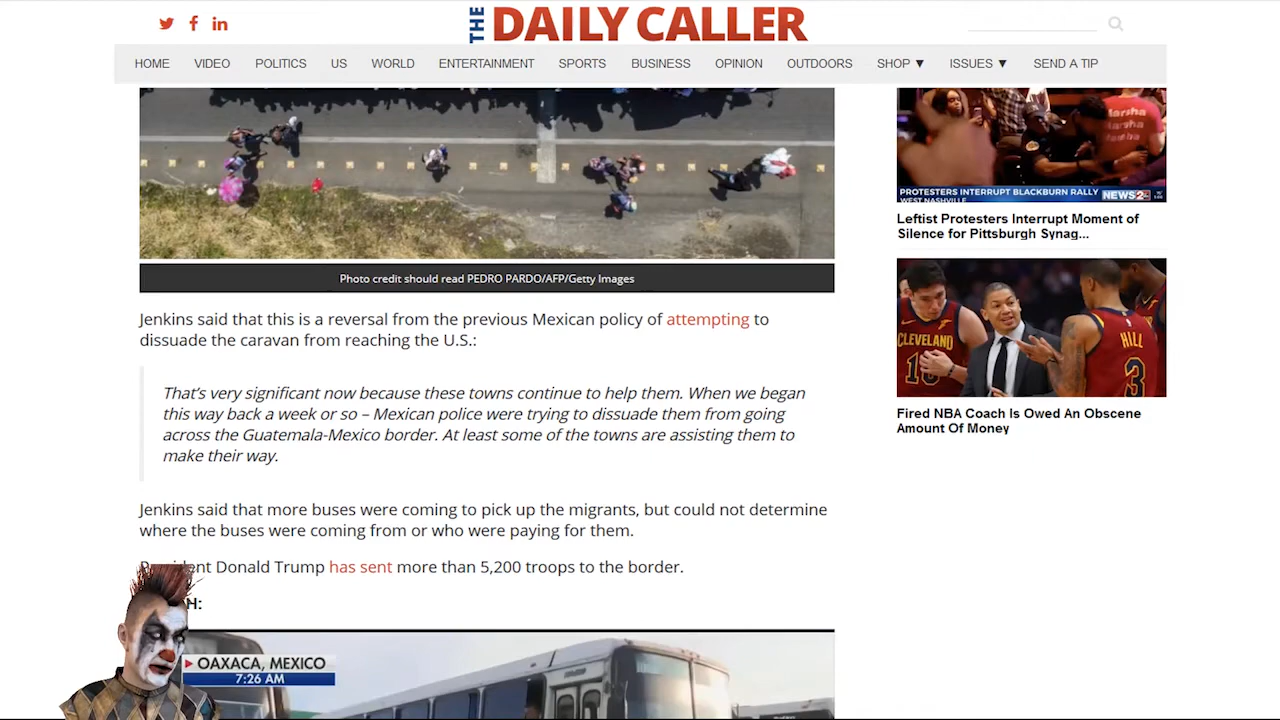 THE DAILY CALLER
HOME VIDEO POLITICS US WORLD ENTERTAINMENT SPORTS BUSINESS OPINION OUTDOORS SHOP ▼ ISSUES ▼ SEND A TIP
Photo credit should read PEDRO PARDO/AFP/Getty Images
Jenkins said that this is a reversal from the previous Mexican policy of attempting to
dissuade the caravan from reaching the U.S.:
That's very significant now because these towns continue to help them. When we began
this way back a week or so – Mexican police were trying to dissuade them from going
across the Guatemala-Mexico border. At least some of the towns are assisting them to
make their way.
Jenkins said that more buses were coming to pick up the migrants, but could not determine
where the buses were coming from or who were paying for them.
Donald Trump has sent more than 5,200 troops to the border.
H:
OAXACA, MEXICO
7:26 AM
Marsha
PROTESTERS INTERRUPT BLACKBURN RALLY NEWS2
WEST NASHVILLE
Leftist Protesters Interrupt Moment of
Silence for Pittsburgh Synag...
CLEVELAND
HILL
3
Fired NBA Coach Is Owed An Obscene
Amount Of Money